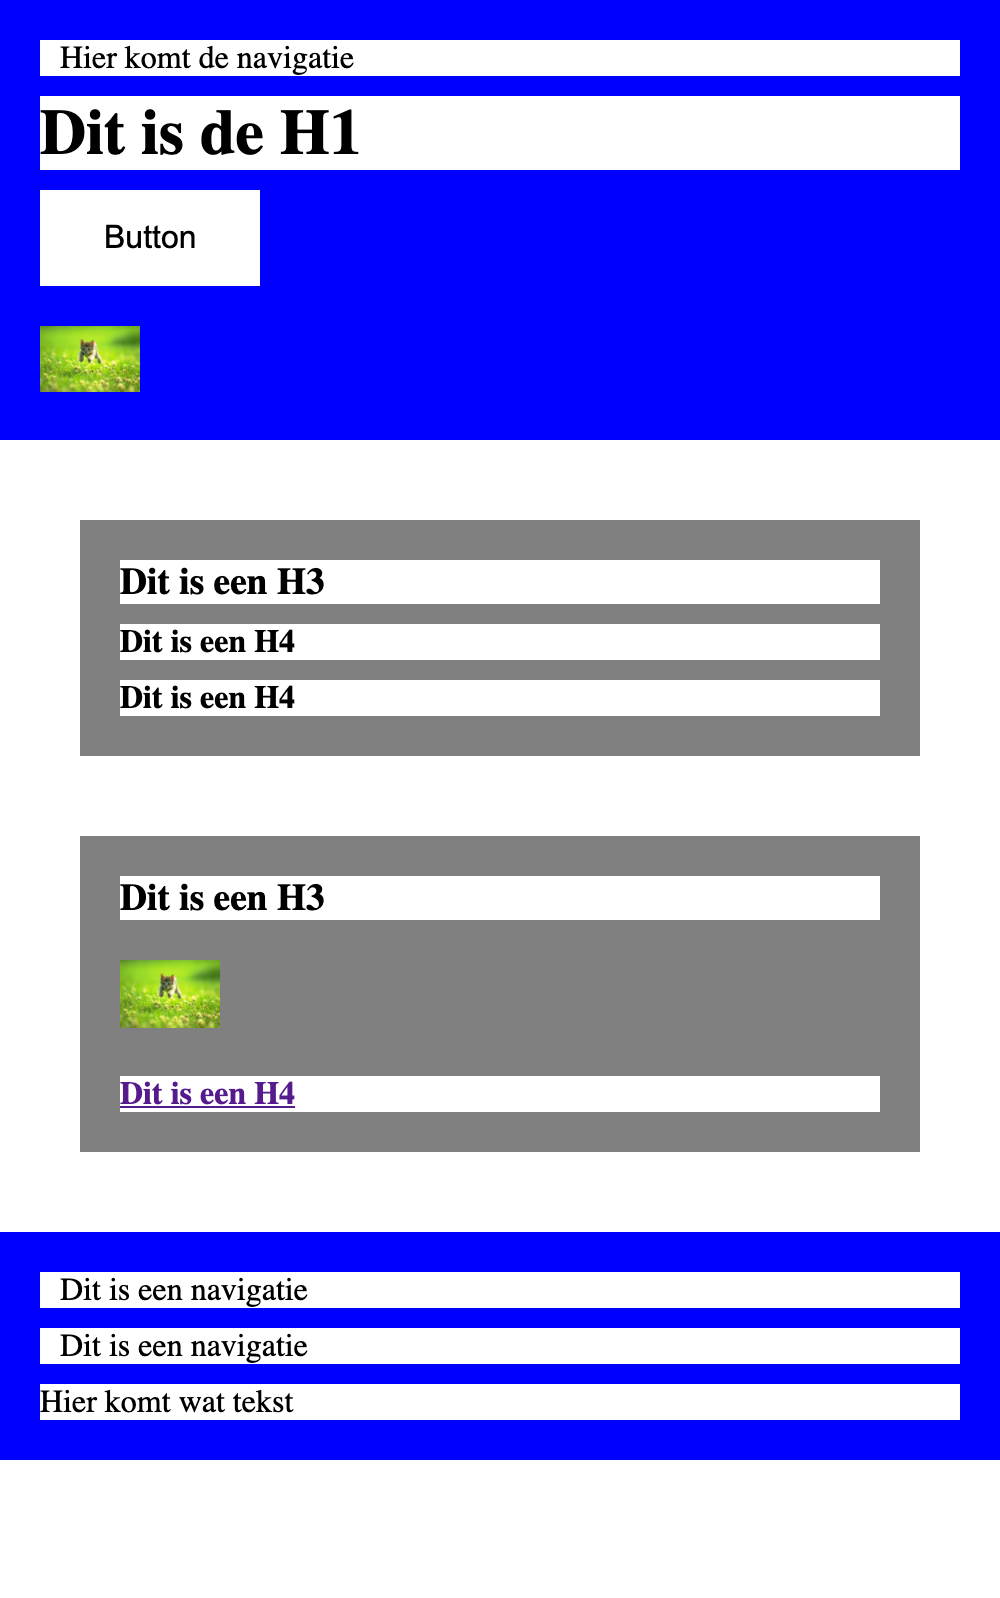 Hier komt de navigatie
Dit is de H1
Button
Dit is een H3
Dit is een H4
Dit is een H4
Dit is een H3
Dit is een H4
Dit is een navigatie
Dit is een navigatie
Hier komt wat tekst